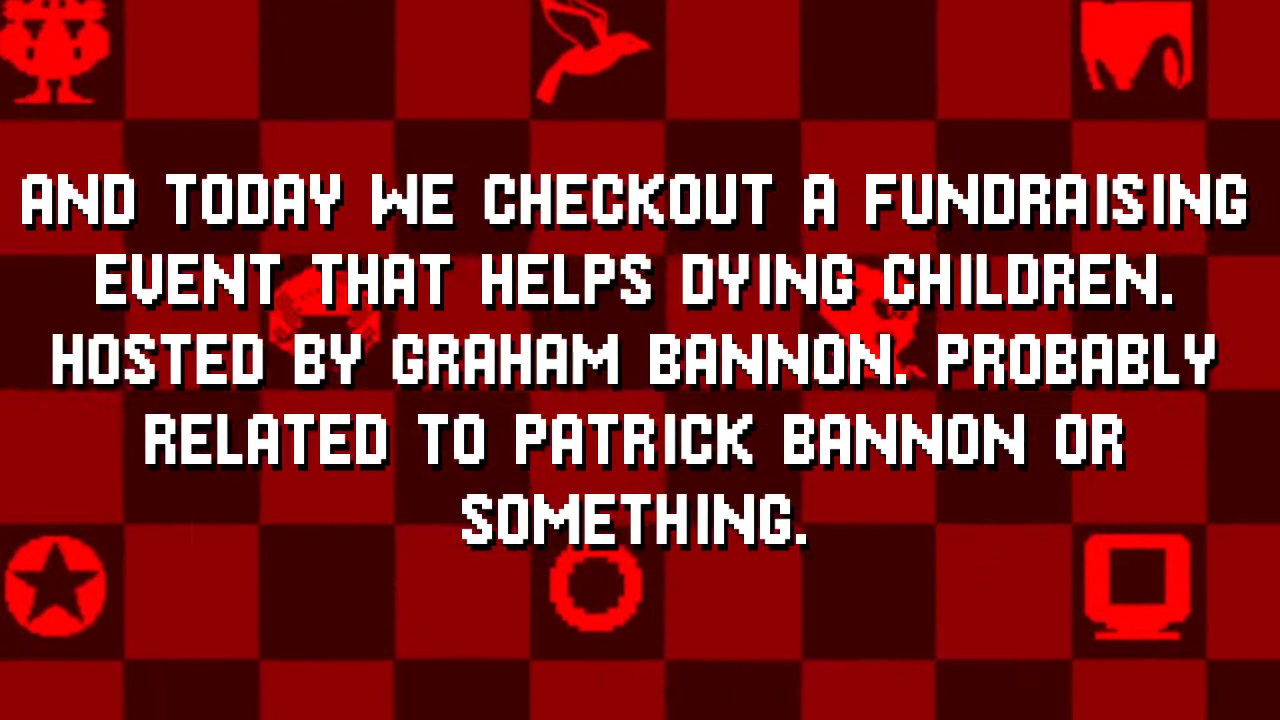 AND TODAY WE CHECKOUT A FUNDRAISING
EVENT THAT HELPS DYING CHILDREN.
HOSTED BY GRAHAM BANNON. PROBABLY
RELATED TO PATRICK BANNON OR
SOMETHING.